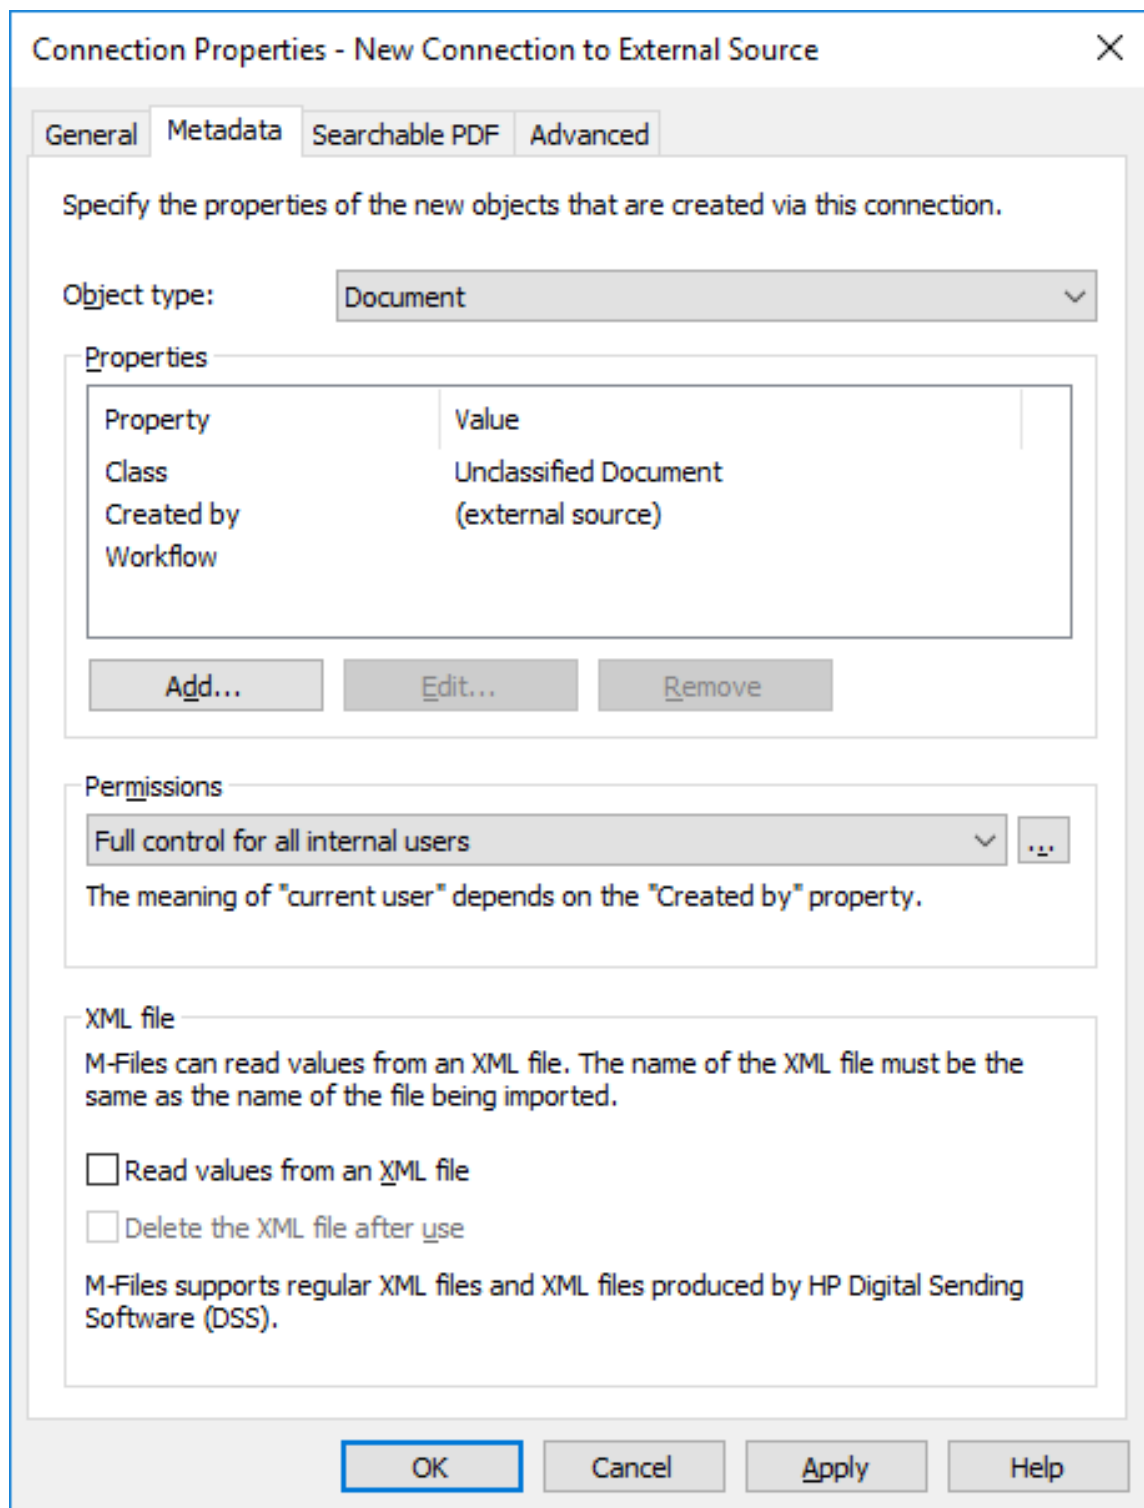 Connection Properties - New Connection to External Source
General Metadata Searchable PDF Advanced
Specify the properties of the new objects that are created via this connection.
Object type: Document
Properties
Property Value
Class Unclassified Document
Created by (external source)
Workflow
Add... Edit... Remove
Permissions
Full control for all internal users ...
The meaning of "current user" depends on the "Created by" property.
XML file
M-Files can read values from an XML file. The name of the XML file must be the
same as the name of the file being imported.
Read values from an XML file
Delete the XML file after use
M-Files supports regular XML files and XML files produced by HP Digital Sending
Software (DSS).
OK Cancel Apply Help